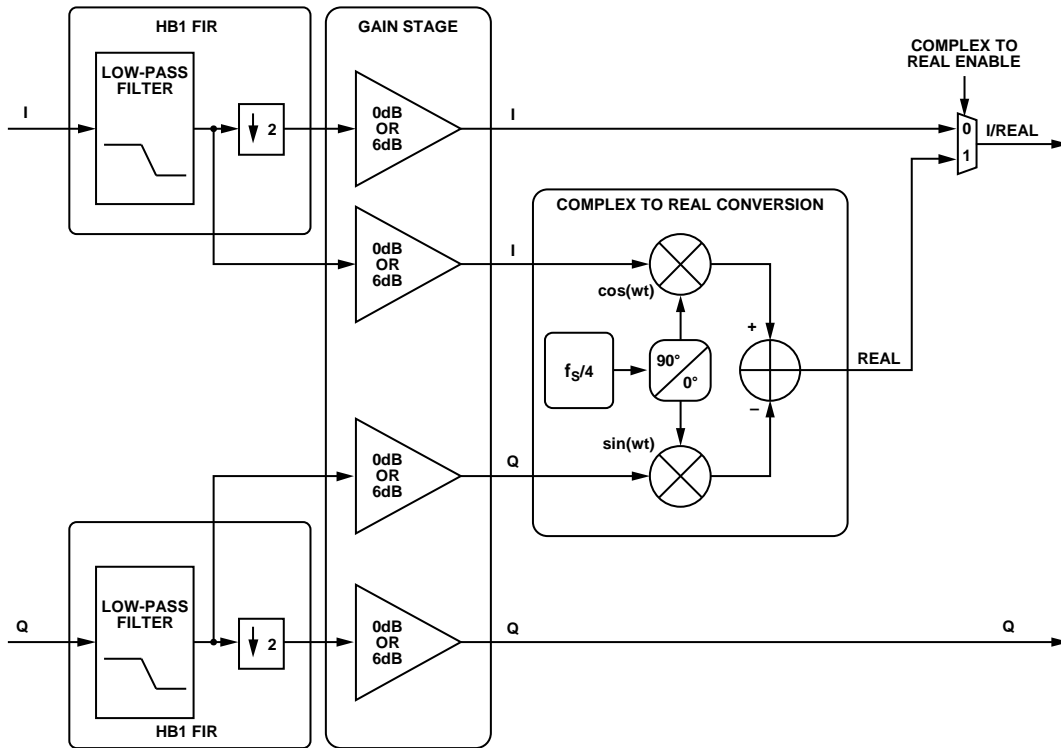 HB1 FIR
GAIN STAGE
COMPLEX TO
REAL ENABLE
LOW-PASS
FILTER
I
2
0dB
OR
6dB
I
0
1
I/REAL
0dB
OR
6dB
I
COMPLEX TO REAL CONVERSION
cos(wt)
+
fS/4
90°
0°
REAL
–
sin(wt)
0dB
OR
6dB
Q
LOW-PASS
FILTER
Q
2
0dB
OR
6dB
Q
Q
HB1 FIR